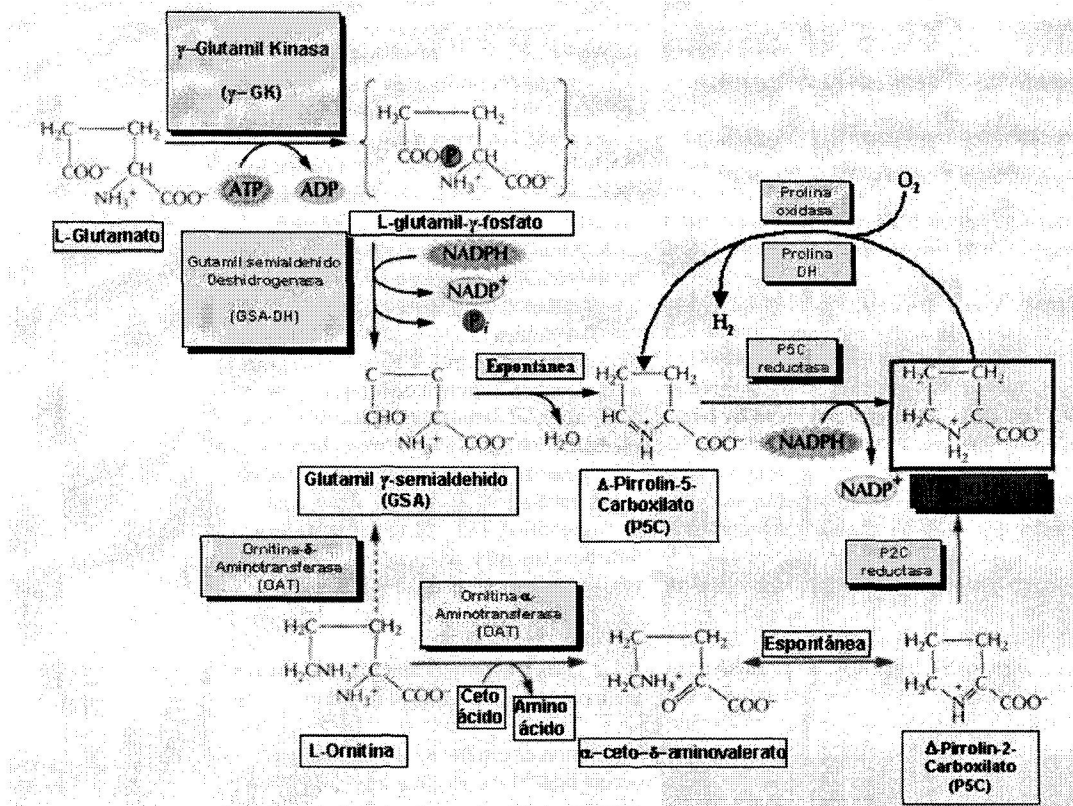 γ-Glutamil Kinasa
(γ-GK)
H₂C
CH₂
COO⁻
CH
NH₃⁺
COO⁻
ATP
ADP
L-Glutamato
H₂C
CH₂
COO P
CH
NH₃⁺
COO⁻
L-glutamil-γ-fosfato
Glutamil semialdehido
Deshidrogenasa
(GSA-DH)
NADPH
NADP⁺
Pi
Prolina
oxidasa
O₂
Prolina
DH
H₂
C
C
CHO
C
NH₃⁺
COO⁻
Espontánea
H₂O
Glutamil γ-semialdehido
(GSA)
H₂C
CH₂
HC
C
N
H
+
COO⁻
Δ-Pirrolin-5-
Carboxilato
(P5C)
P5C
reductasa
NADPH
NADP⁺
H₂C
CH₂
H₂C
C
N
H₂
+
COO⁻
Ornitina-δ-
Aminotransferasa
(OAT)
P2C
reductasa
H₂C
CH₂
H₂CNH₃⁺
C
NH₃⁺
COO⁻
L-Ornitina
Ornitina-α-
Aminotransferasa
(OAT)
Ceto
ácido
Amino
ácido
H₂C
CH₂
H₂CNH₃⁺
C
O
COO⁻
α-ceto-δ-aminovalerato
Espontánea
H₂C
CH₂
H₂C
C
N
H
+
COO⁻
Δ-Pirrolin-2-
Carboxilato
(P5C)